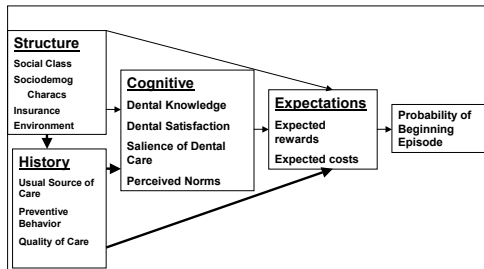 Structure
Social Class
Sociodemog
Characs
Insurance
Environment
History
Usual Source of
Care
Preventive
Behavior
Quality of Care
Cognitive
Dental Knowledge
Dental Satisfaction
Salience of Dental
Care
Perceived Norms
Expectations
Expected
rewards
Expected costs
Probability of
Beginning
Episode